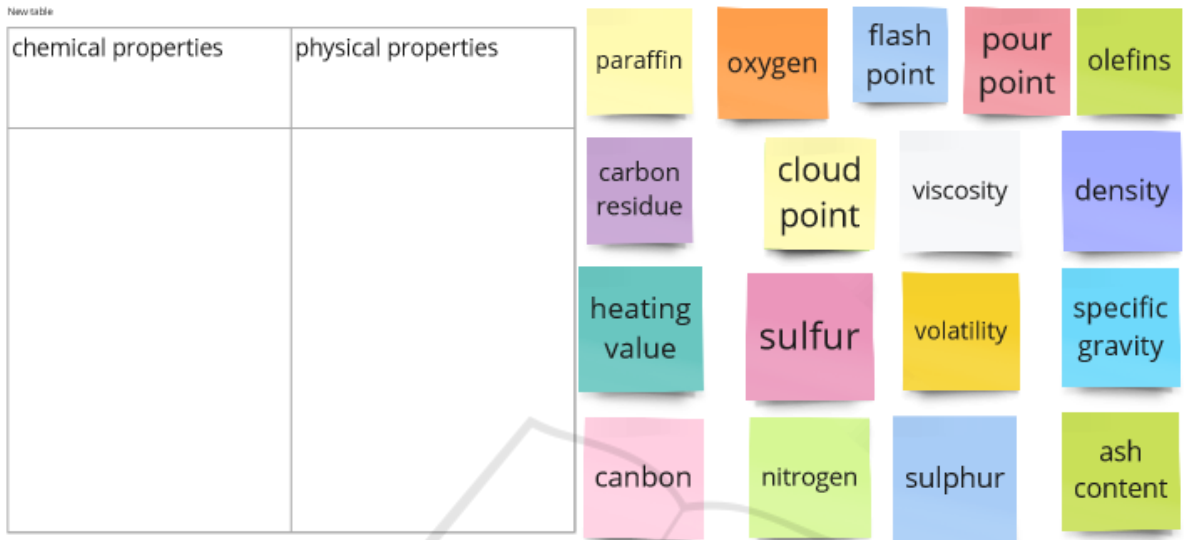 New table
chemical properties
physical properties
paraffin
oxygen
flash
point
pour
point
olefins
carbon
residue
cloud
point
viscosity
density
heating
value
sulfur
volatility
specific
gravity
canbon
nitrogen
sulphur
ash
content